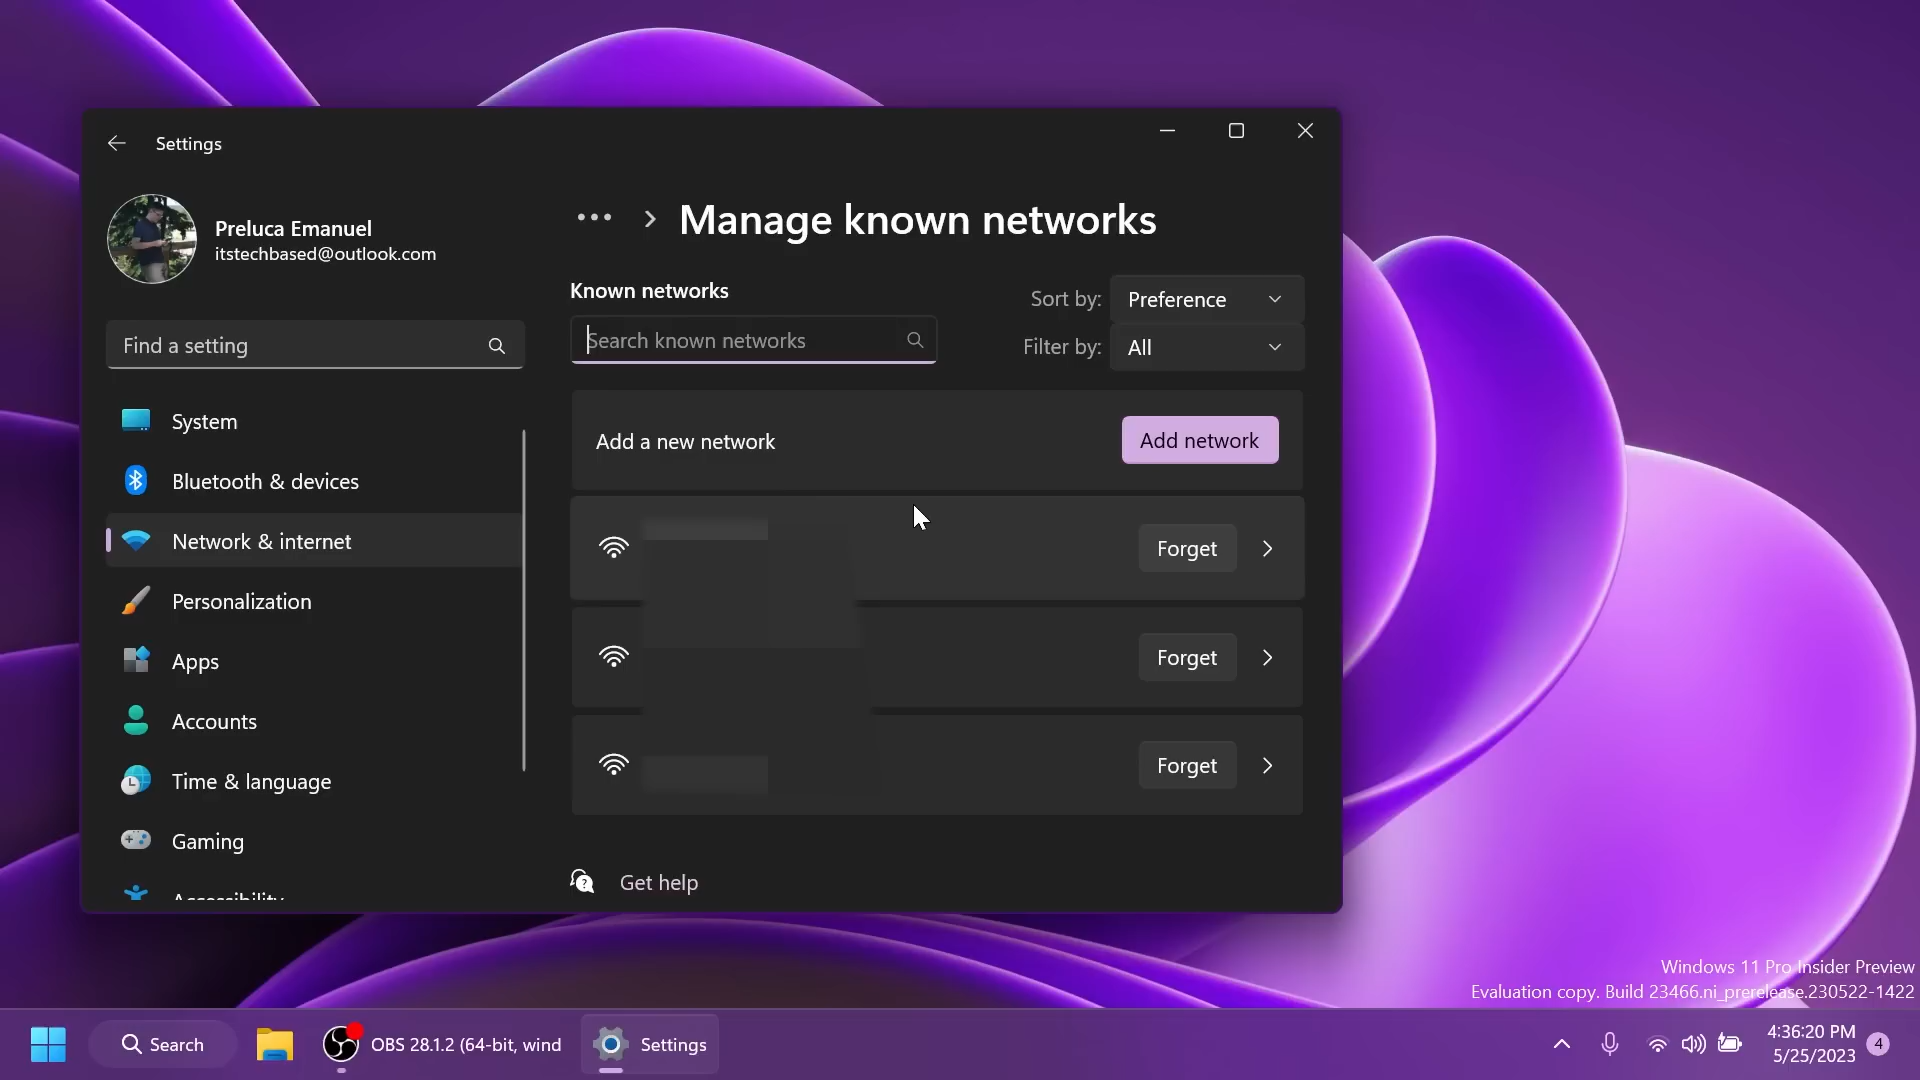 Settings
Preluca Emanuel
itstechbased@outlook.com
Find a setting
System
Bluetooth & devices
Network & internet
Personalization
Apps
Accounts
Time & language
Gaming
Accessibility
Manage known networks
Known networks
Search known networks
Sort by: Preference
Filter by: All
Add a new network
Add network
Forget
Forget
Forget
Get help
Windows 11 Pro Insider Preview
Evaluation copy. Build 23466.ni_prerelease.230522-1422
Search
OBS 28.1.2 (64-bit, wind
Settings
4:36:20 PM
5/25/2023
4